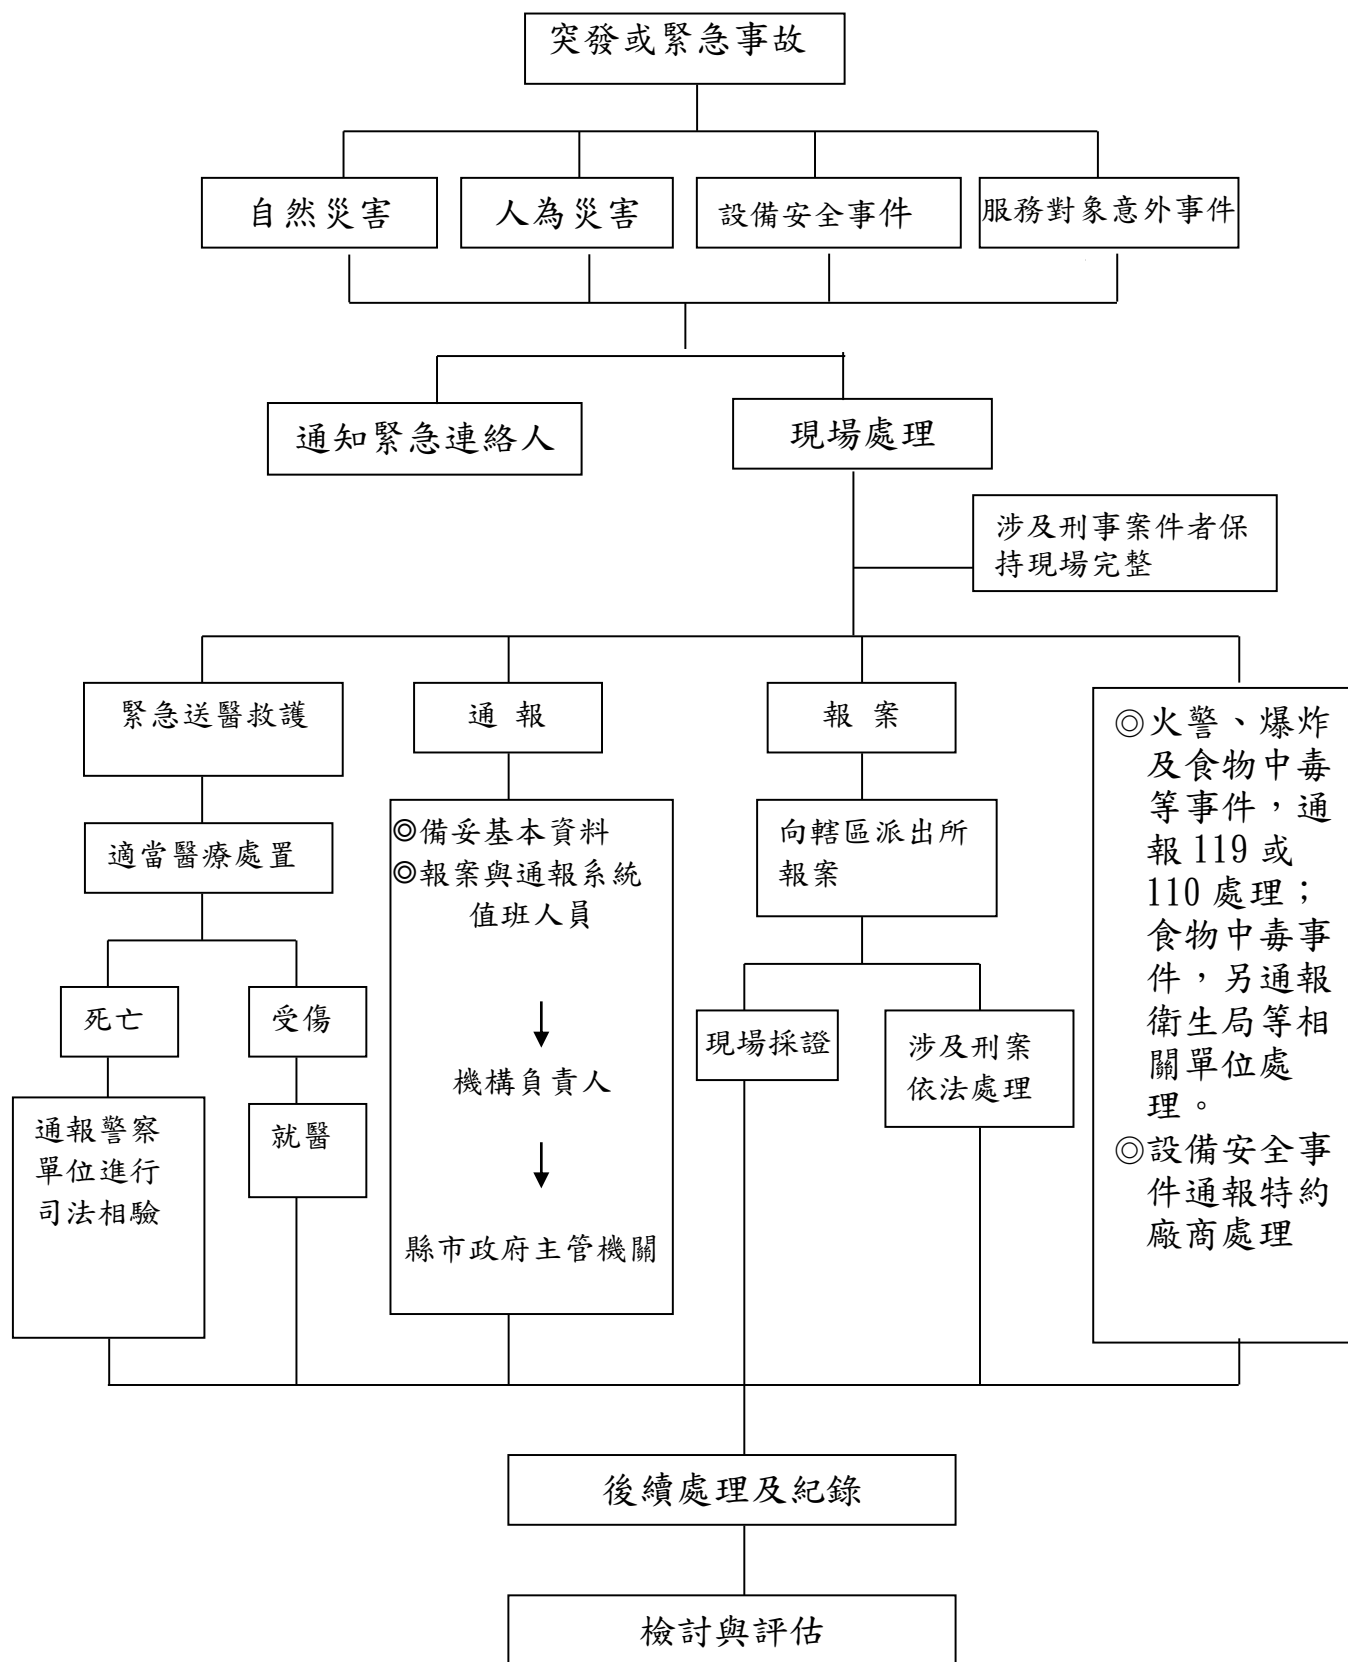 突發或緊急事故
自然災害
人為災害
設備安全事件
服務對象意外事件
通知緊急連絡人
現場處理
涉及刑事案件者保
持現場完整
緊急送醫救護
通 報
報 案
◎火警、爆炸
及食物中毒
等事件，通
報 119 或
110 處理；
食物中毒事
件，另通報
衛生局等相
關單位處
理。
◎設備安全事
件通報特約
廠商處理
適當醫療處置
◎備妥基本資料
◎報案與通報系統
值班人員
機構負責人
縣市政府主管機關
向轄區派出所
報案
死亡
受傷
現場採證
涉及刑案
依法處理
通報警察
單位進行
司法相驗
就醫
後續處理及紀錄
檢討與評估